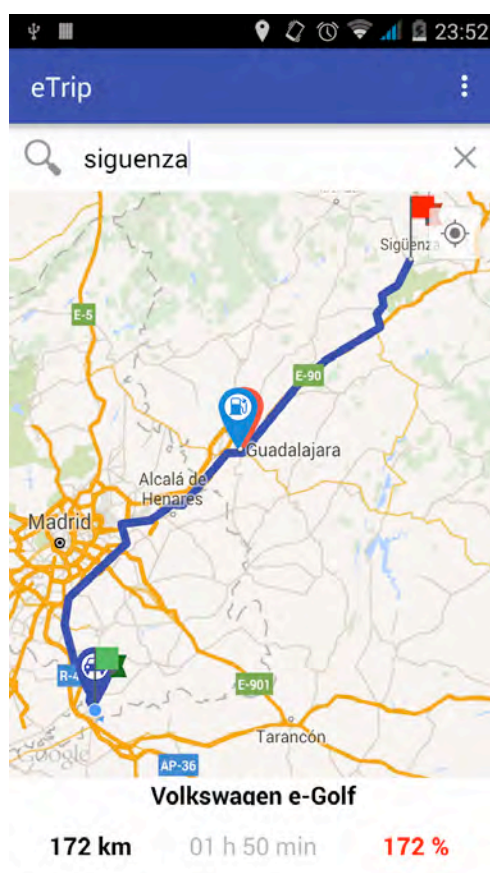 23:52
eTrip
siguenza
Sigüenza
E-5
E-90
Guadalajara
Alcalá de
Henares
Madrid
R-4
E-901
Tarancón
Google
AP-36
Volkswagen e-Golf
172 km 01 h 50 min 172 %